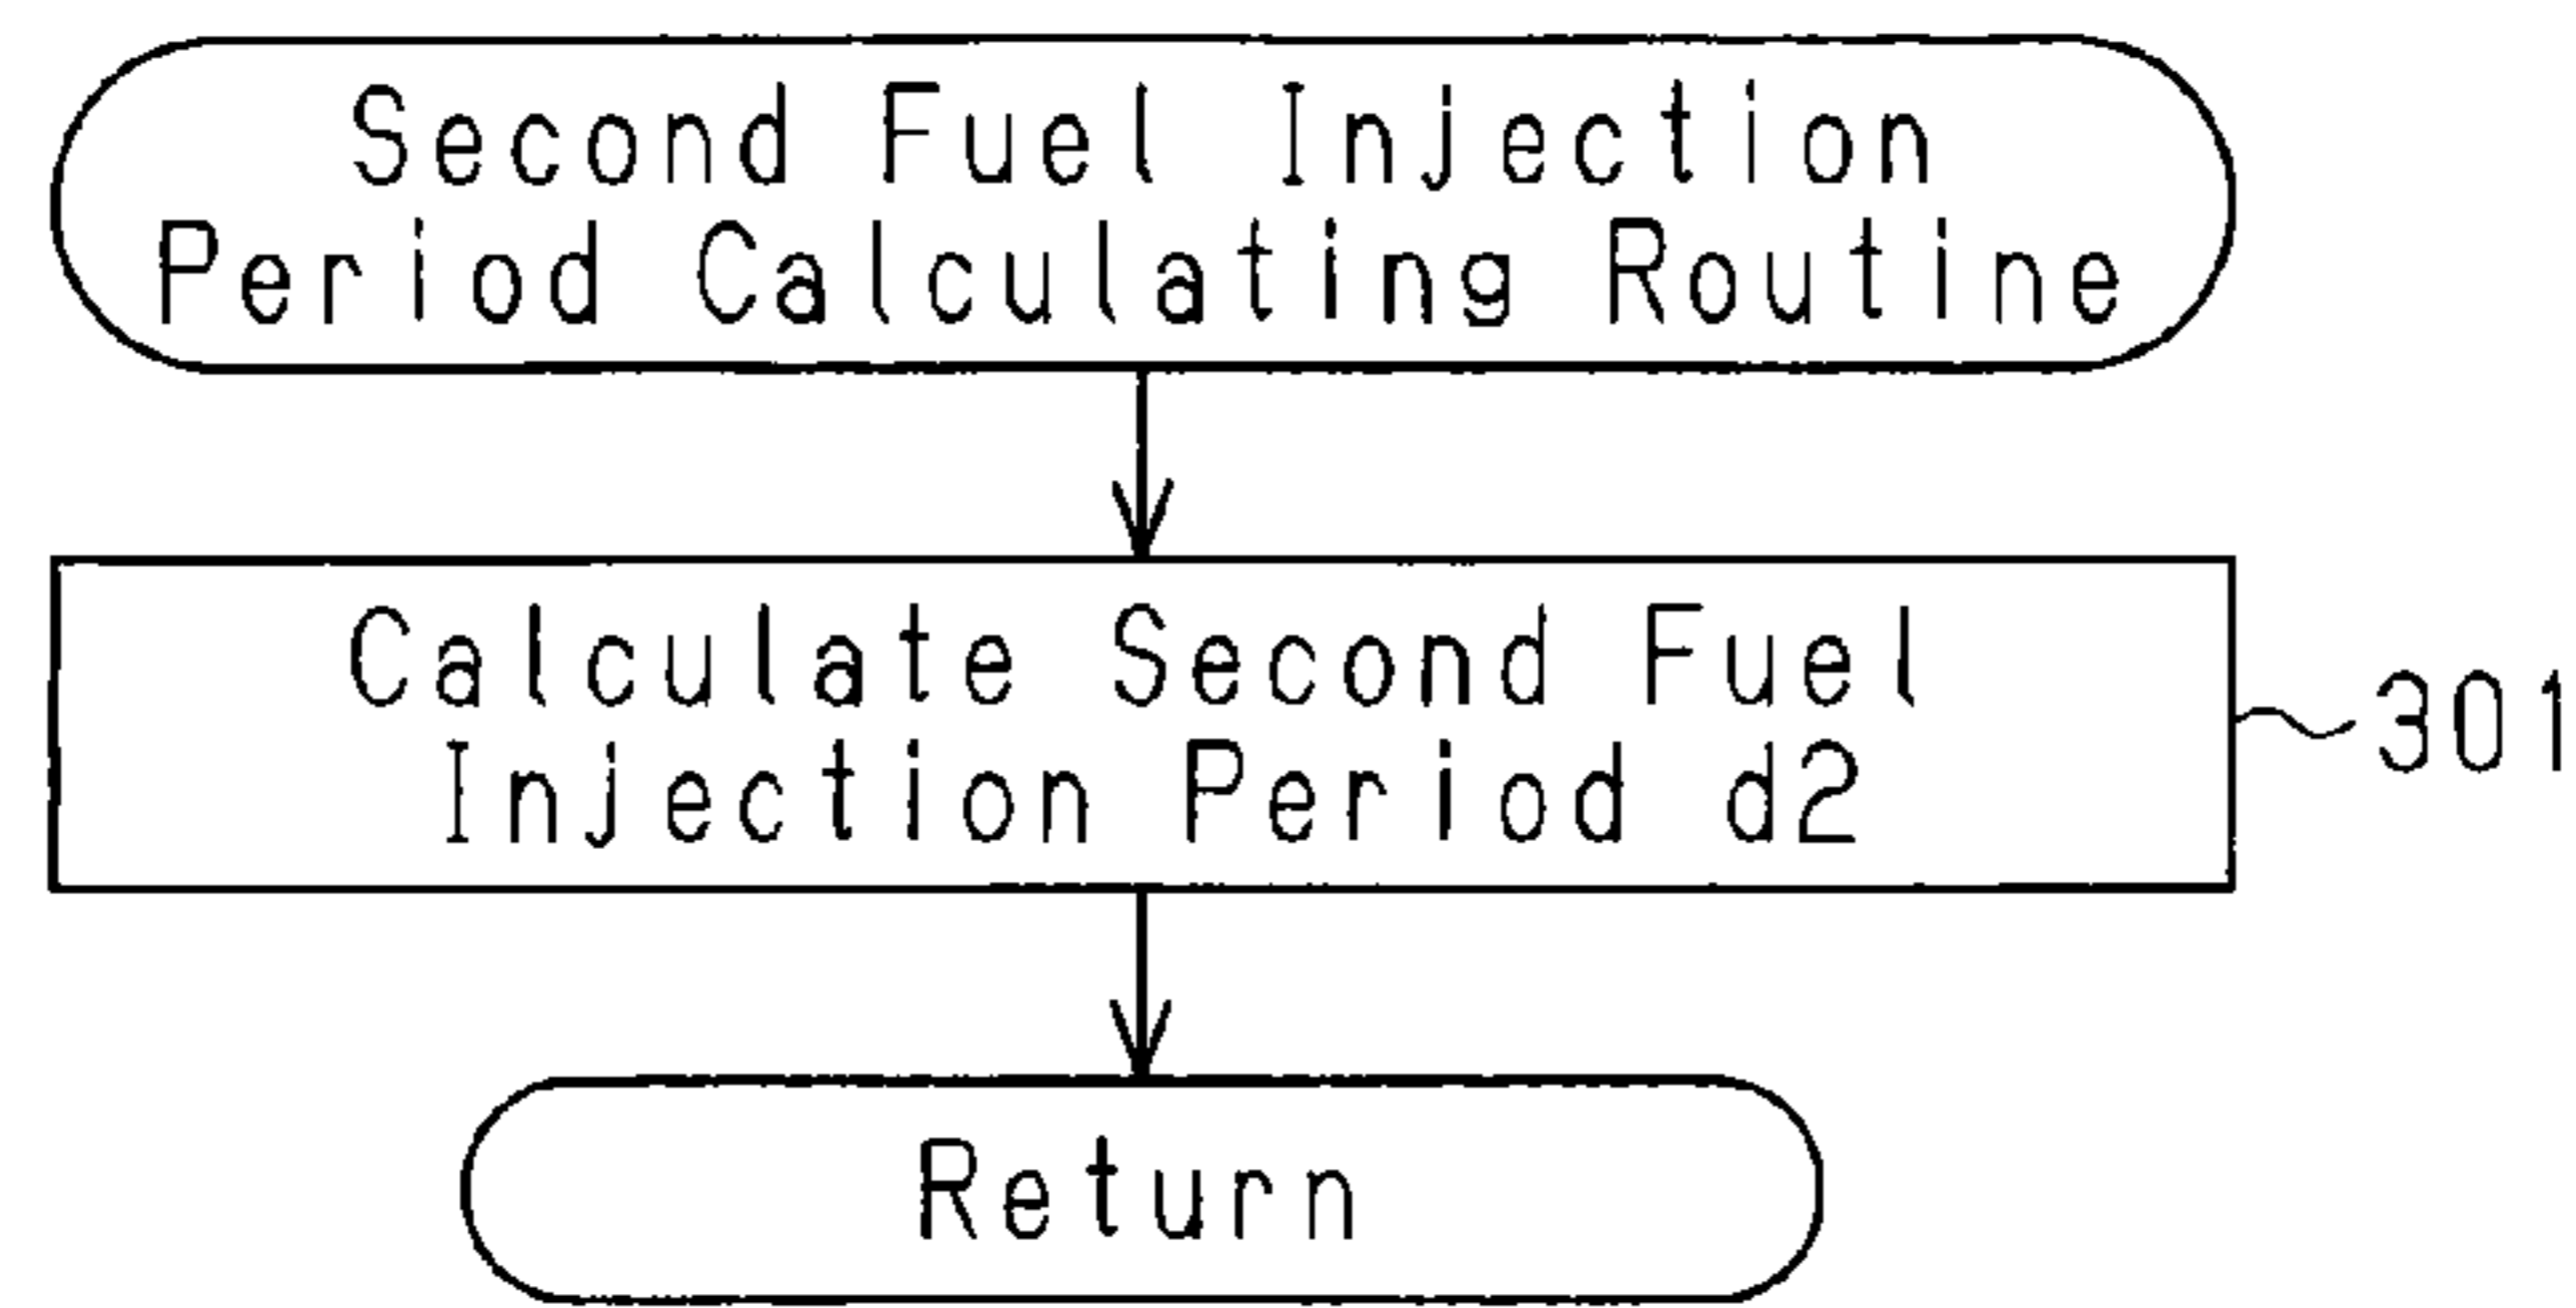 Second Fuel Injection
Period Calculating Routine
Calculate Second Fuel
Injection Period d2
301
Return